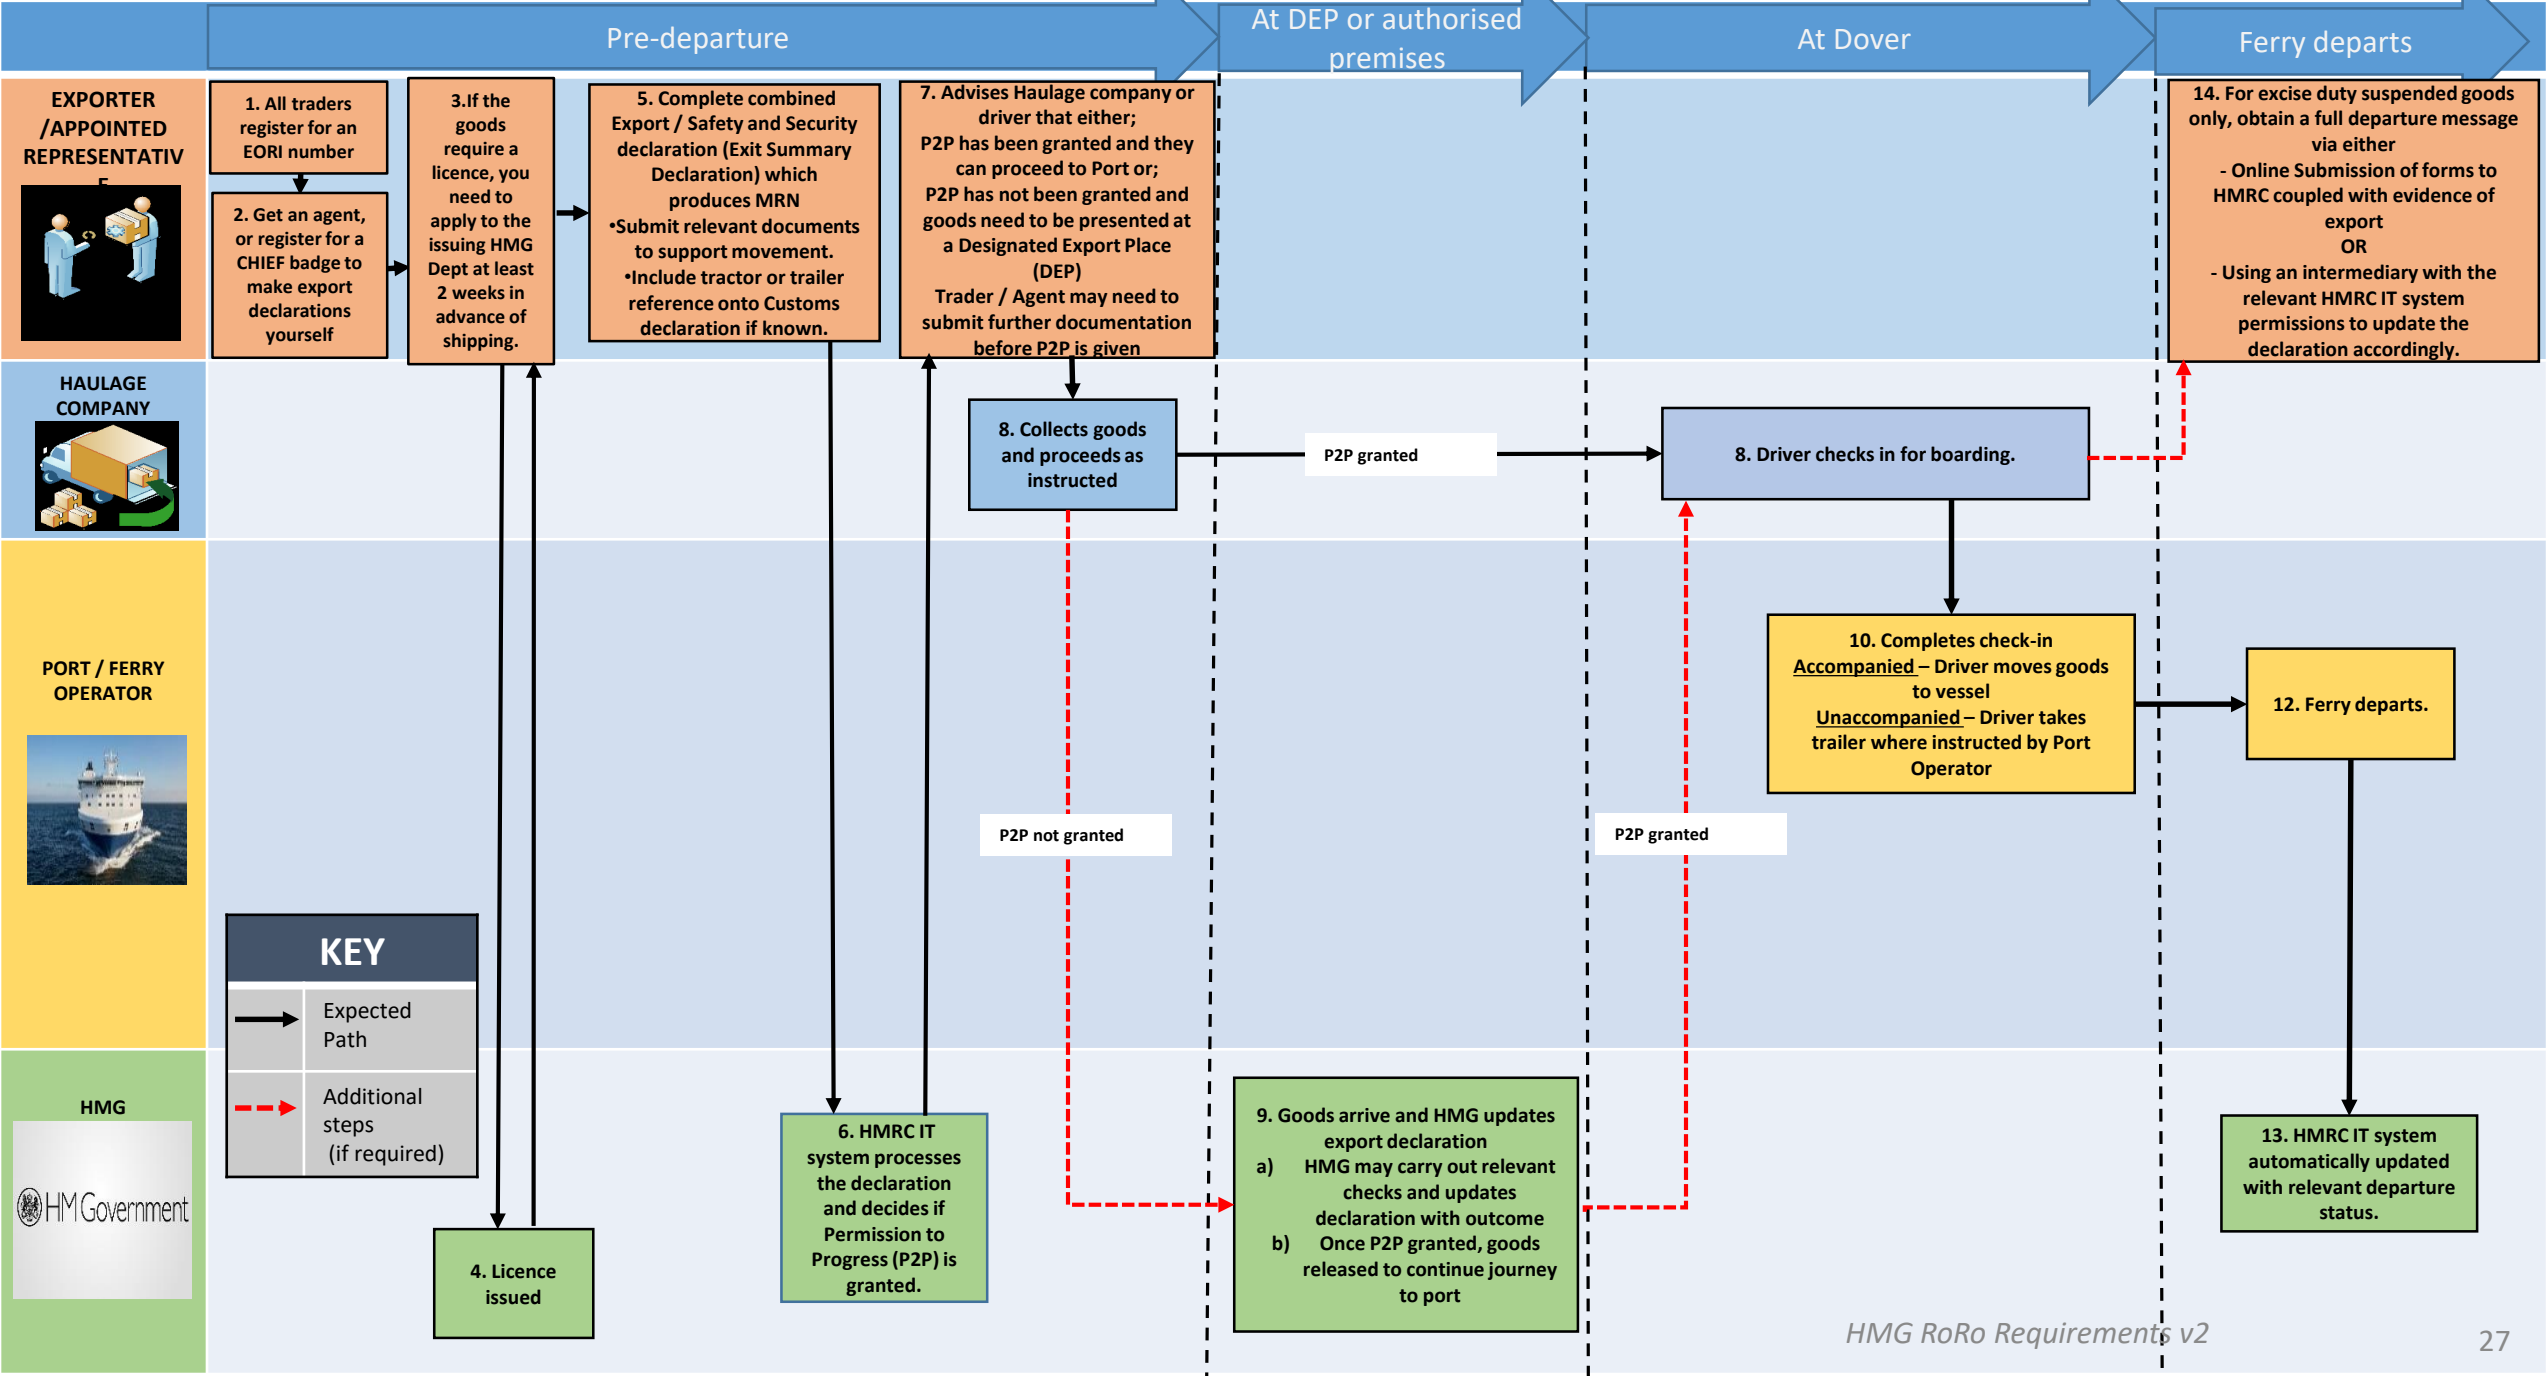 Pre-departure
At DEP or authorised
premises
At Dover
Ferry departs
EXPORTER
/APPOINTED
REPRESENTATIV
E
1. All traders
register for an
EORI number
2. Get an agent,
or register for a
CHIEF badge to
make export
declarations
yourself
3.If the
goods
require a
licence, you
need to
apply to the
issuing HMG
Dept at least
2 weeks in
advance of
shipping.
5. Complete combined
Export / Safety and Security
declaration (Exit Summary
Declaration) which
produces MRN
•Submit relevant documents
to support movement.
•Include tractor or trailer
reference onto Customs
declaration if known.
7. Advises Haulage company or
driver that either;
P2P has been granted and they
can proceed to Port or;
P2P has not been granted and
goods need to be presented at
a Designated Export Place
(DEP)
Trader / Agent may need to
submit further documentation
before P2P is given
14. For excise duty suspended goods
only, obtain a full departure message
via either
- Online Submission of forms to
HMRC coupled with evidence of
export
OR
- Using an intermediary with the
relevant HMRC IT system
permissions to update the
declaration accordingly.
HAULAGE
COMPANY
8. Collects goods
and proceeds as
instructed
P2P granted
8. Driver checks in for boarding.
PORT / FERRY
OPERATOR
P2P not granted
P2P granted
10. Completes check-in
Accompanied – Driver moves goods
to vessel
Unaccompanied – Driver takes
trailer where instructed by Port
Operator
12. Ferry departs.
KEY
Expected
Path
Additional
steps
(if required)
HMG
HM Government
4. Licence
issued
6. HMRC IT
system processes
the declaration
and decides if
Permission to
Progress (P2P) is
granted.
9. Goods arrive and HMG updates
export declaration
a) HMG may carry out relevant
checks and updates
declaration with outcome
b) Once P2P granted, goods
released to continue journey
to port
13. HMRC IT system
automatically updated
with relevant departure
status.
HMG RoRo Requirements v2
27